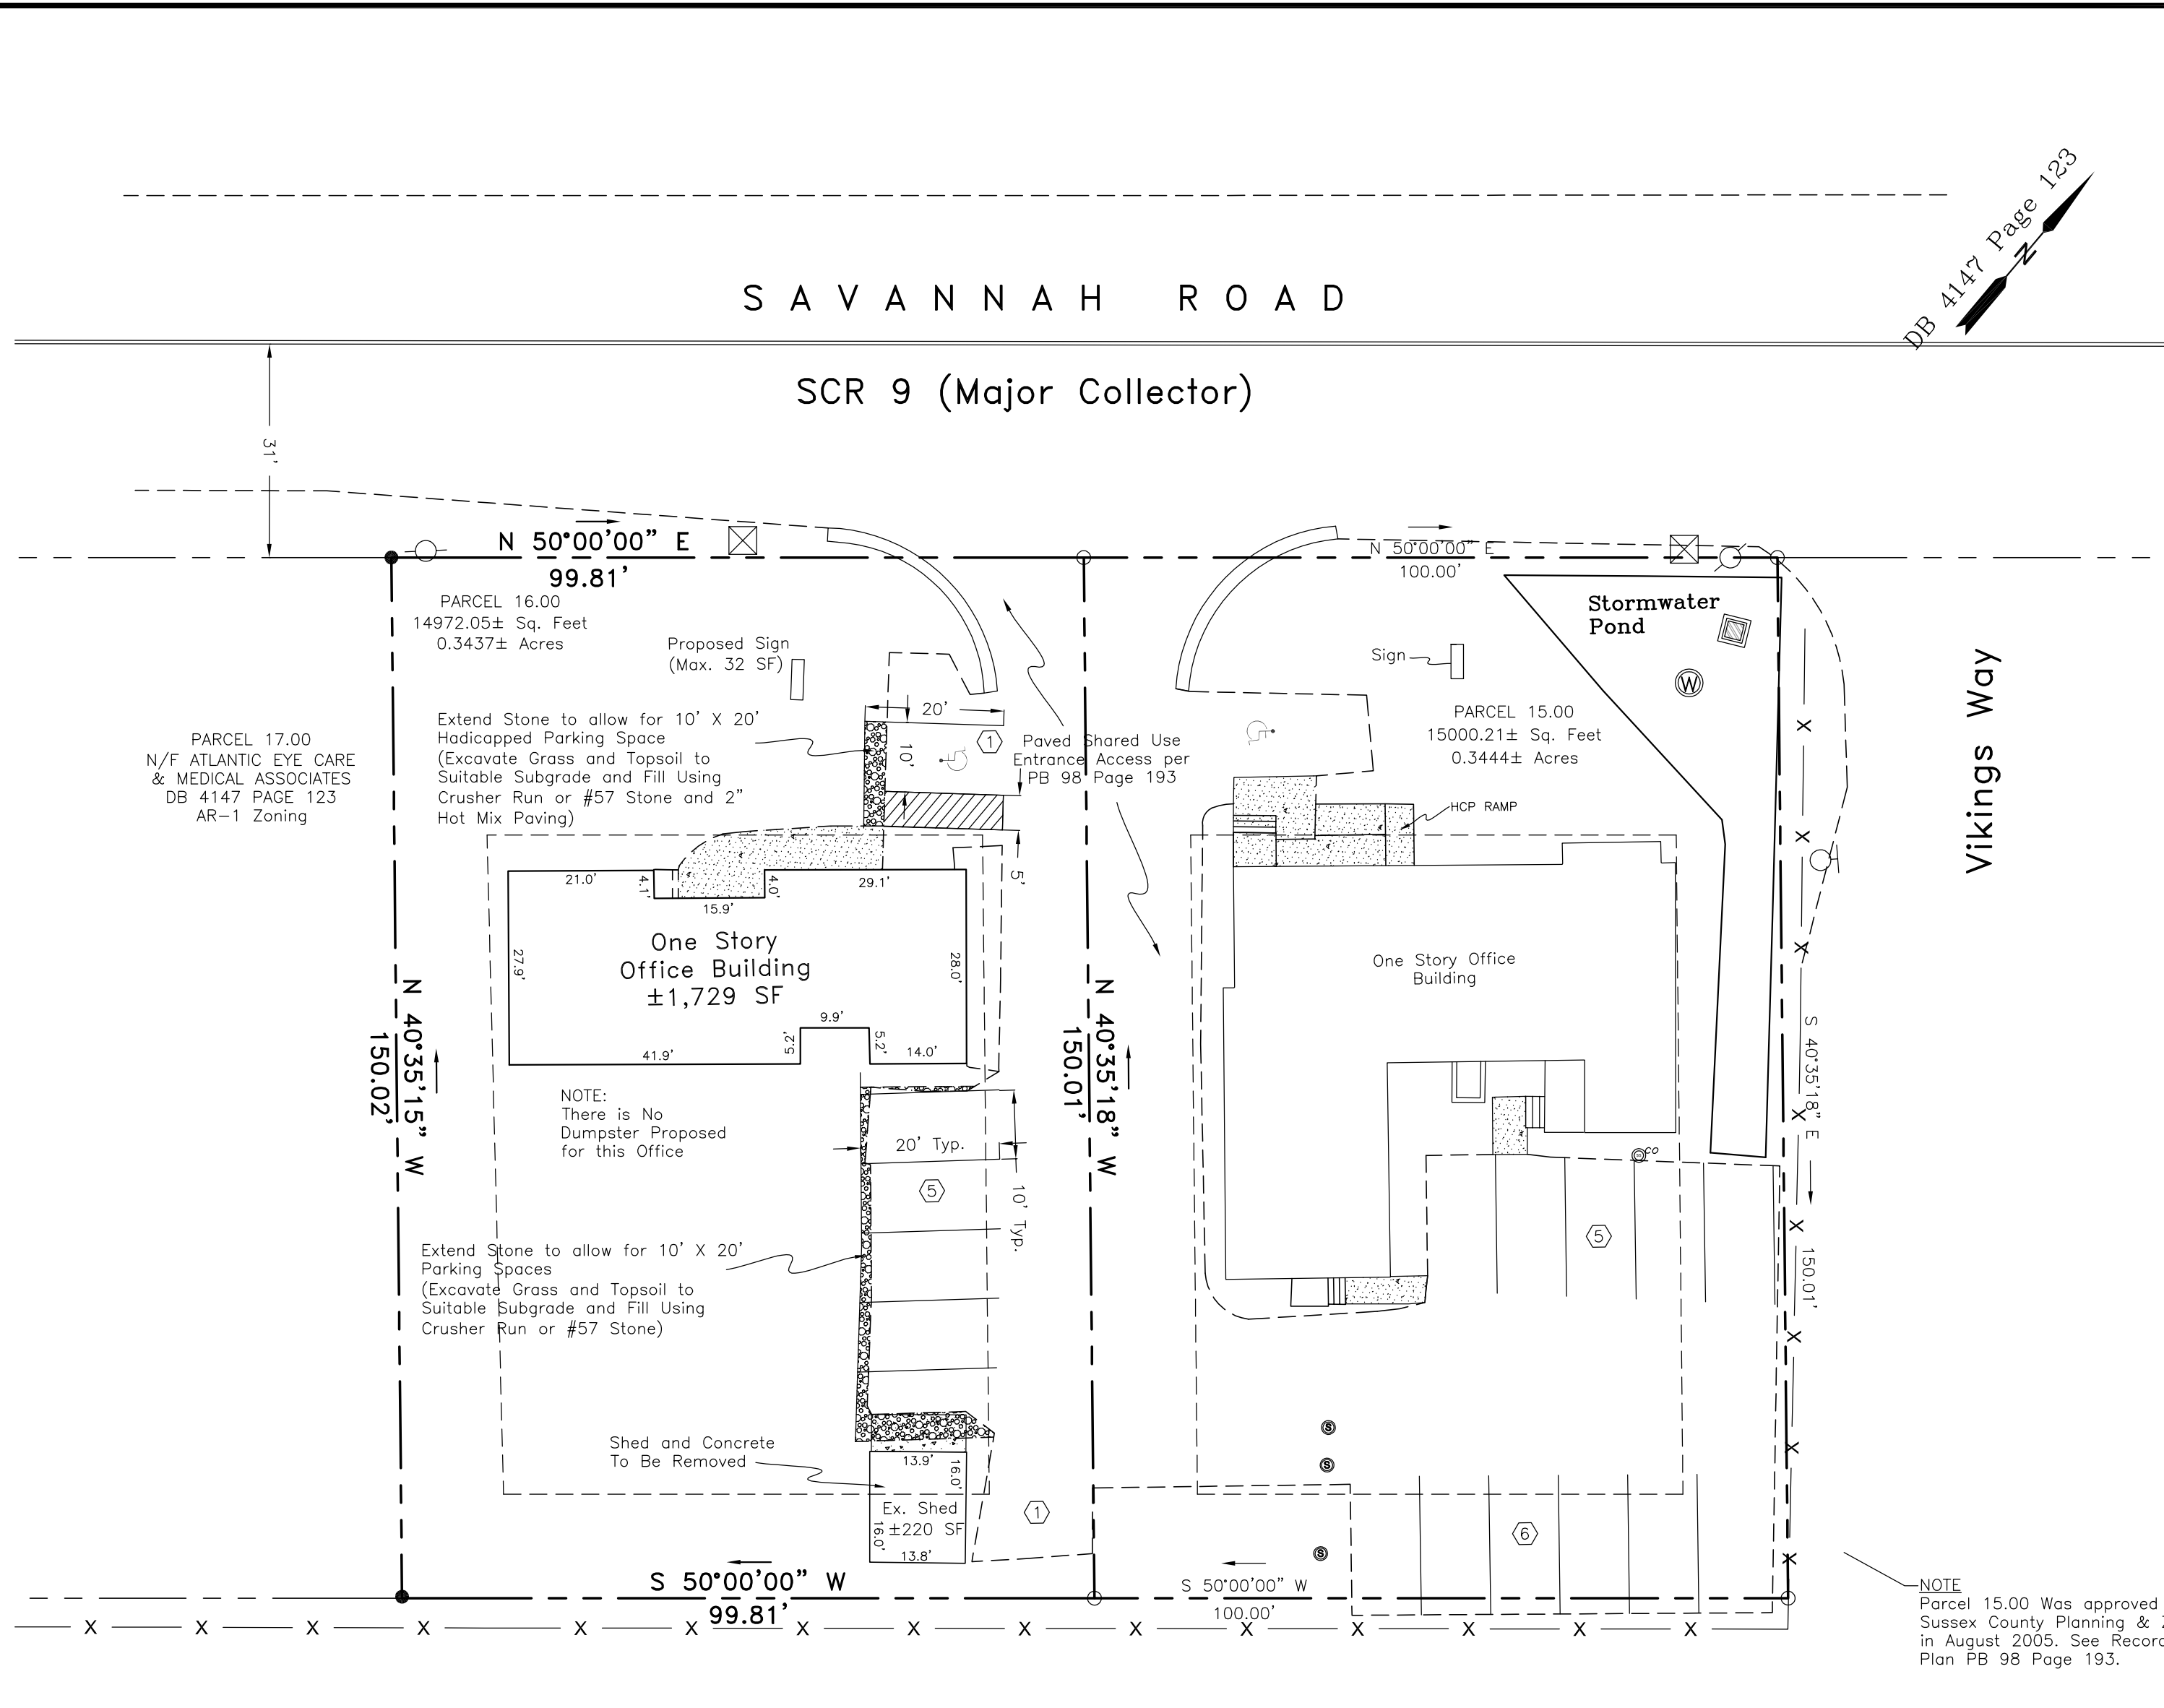 DB 4147 Page 123
N
SAVANNAH ROAD
SCR 9 (Major Collector)
31'
N 50°00'00" E
99.81'
N 50°00'00" E
100.00'
PARCEL 16.00
14972.05± Sq. Feet
0.3437± Acres
Proposed Sign
(Max. 32 SF)
Sign
Stormwater
Pond
W
Vikings Way
PARCEL 17.00
N/F ATLANTIC EYE CARE
& MEDICAL ASSOCIATES
DB 4147 PAGE 123
AR-1 Zoning
Extend Stone to allow for 10' X 20'
Hadicapped Parking Space
(Excavate Grass and Topsoil to
Suitable Subgrade and Fill Using
Crusher Run or #57 Stone and 2"
Hot Mix Paving)
20'
10'
1
5'
Paved Shared Use
Entrance Access per
PB 98 Page 193
PARCEL 15.00
15000.21± Sq. Feet
0.3444± Acres
HCP RAMP
21.0'
4.1'
15.9'
4.0'
29.1'
27.9'
28.0'
One Story
Office Building
±1,729 SF
9.9'
5.2'
5.2'
41.9'
14.0'
One Story Office
Building
N 40°35'15" W
150.02'
N 40°35'18" W
150.01'
S 40°35'18" E
150.01'
NOTE:
There is No
Dumpster Proposed
for this Office
20' Typ.
10' Typ.
5
CO
5
Extend Stone to allow for 10' X 20'
Parking Spaces
(Excavate Grass and Topsoil to
Suitable Subgrade and Fill Using
Crusher Run or #57 Stone)
Shed and Concrete
To Be Removed
13.9'
16.0'
Ex. Shed
±220 SF
16.0'
13.8'
1
S
S
S
6
S 50°00'00" W
99.81'
S 50°00'00" W
100.00'
X X X X X X X X X X X X X X X
X X X X X X X X
NOTE
Parcel 15.00 Was approved
Sussex County Planning &
in August 2005. See Record
Plan PB 98 Page 193.